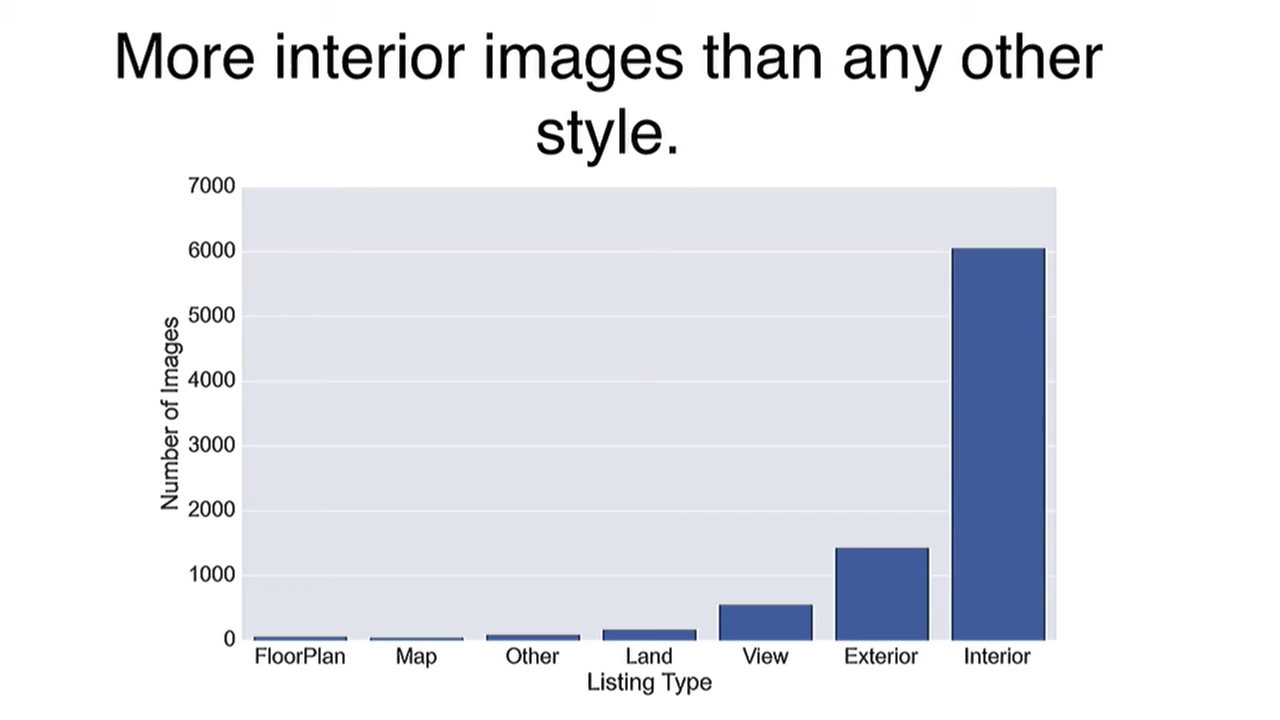 More interior images than any other
style.
7000
6000
5000
4000
3000
2000
1000
0
Number of Images
FloorPlan Map Other Land View Exterior Interior
Listing Type